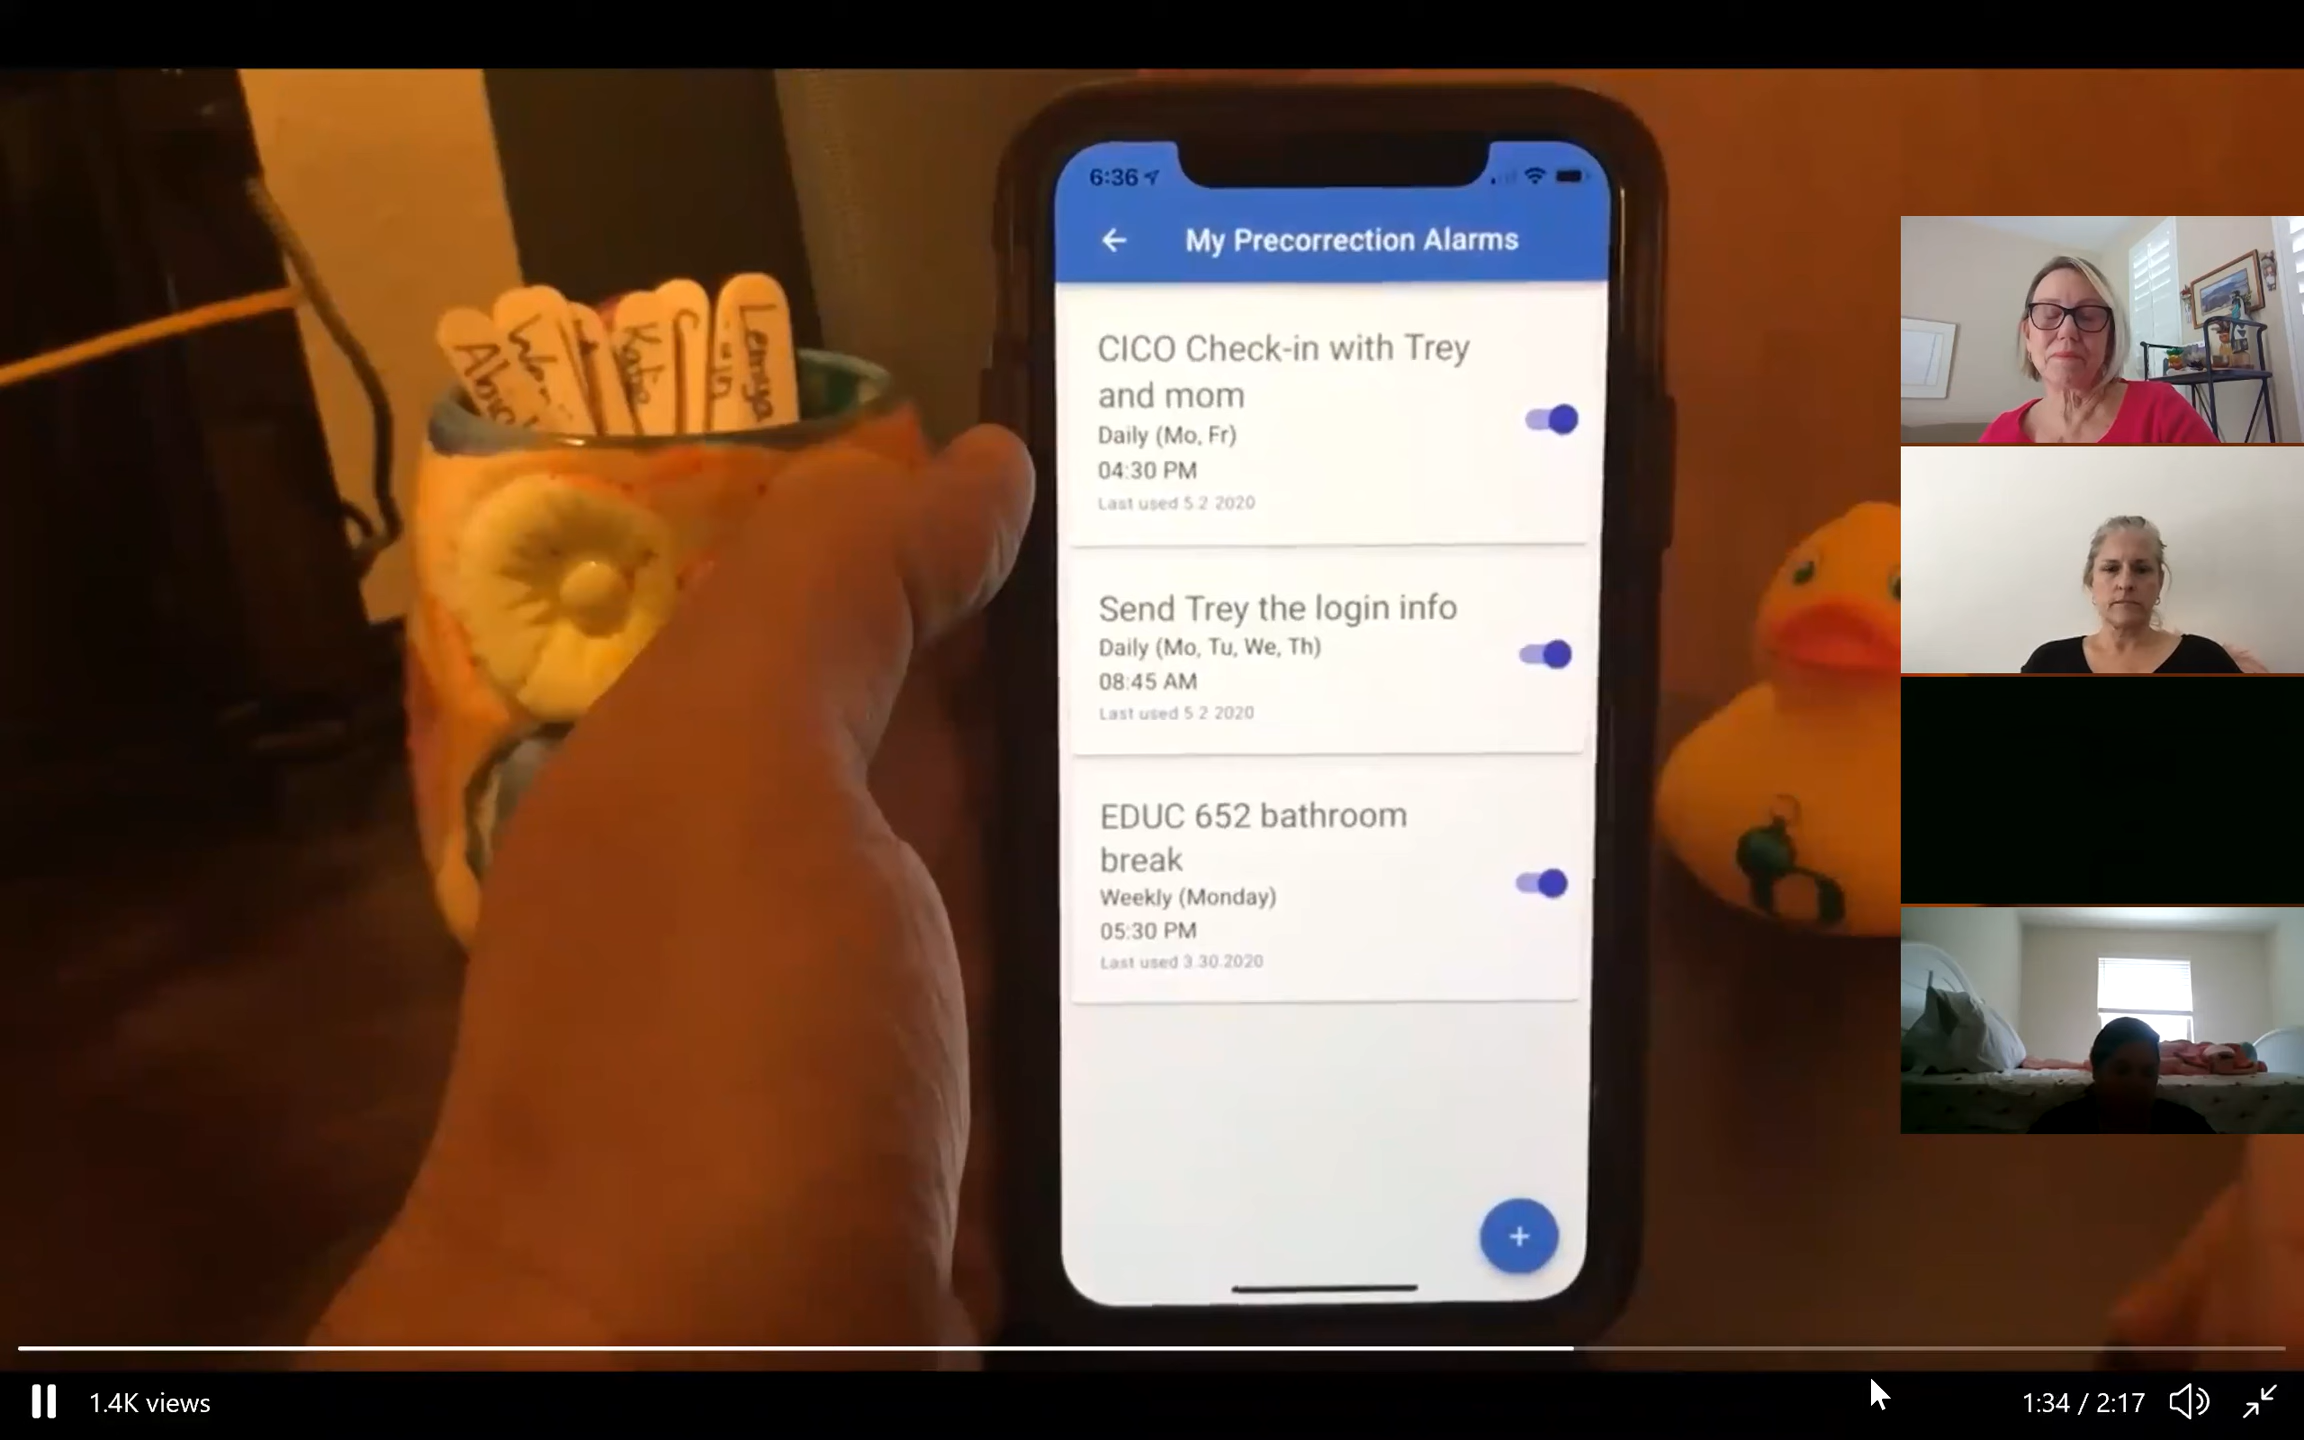 6:36
My Precorrection Alarms
CICO Check-in with Trey
and mom
Daily (Mo, Fr)
04:30 PM
Last used 5 2 2020
Send Trey the login info
Daily (Mo, Tu, We, Th)
08:45 AM
Last used 5 2 2020
EDUC 652 bathroom
break
Weekly (Monday)
05:30 PM
Last used 3.30.2020
+
Katie
Lemya
1.4K views
1:34 / 2:17